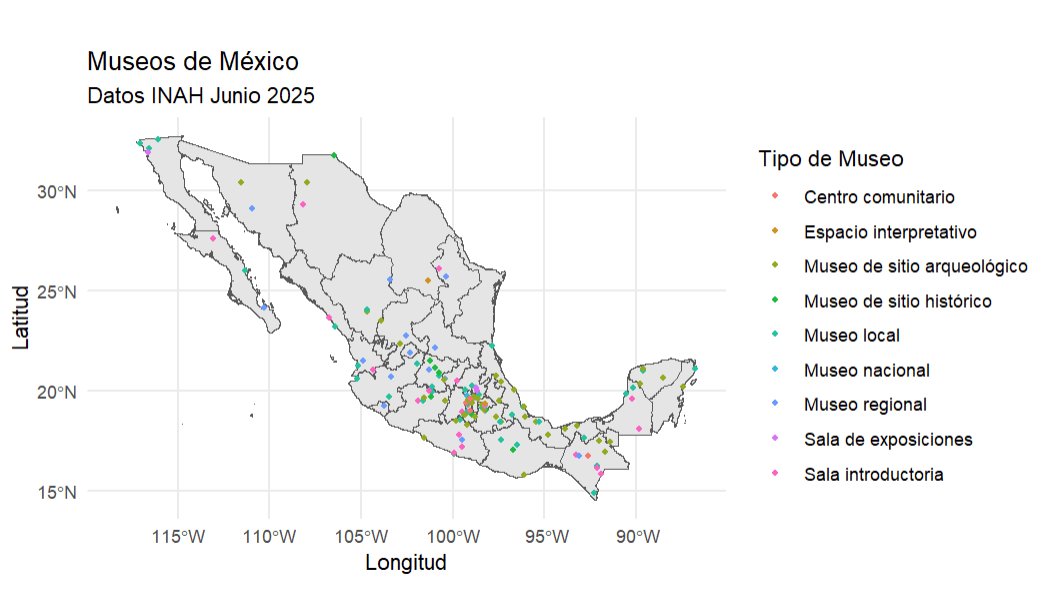 Museos de México
Datos INAH Junio 2025
Latitud
30°N
25°N
20°N
15°N
115°W
110°W
105°W
100°W
95°W
90°W
Longitud
Tipo de Museo
Centro comunitario
Espacio interpretativo
Museo de sitio arqueológico
Museo de sitio histórico
Museo local
Museo nacional
Museo regional
Sala de exposiciones
Sala introductoria